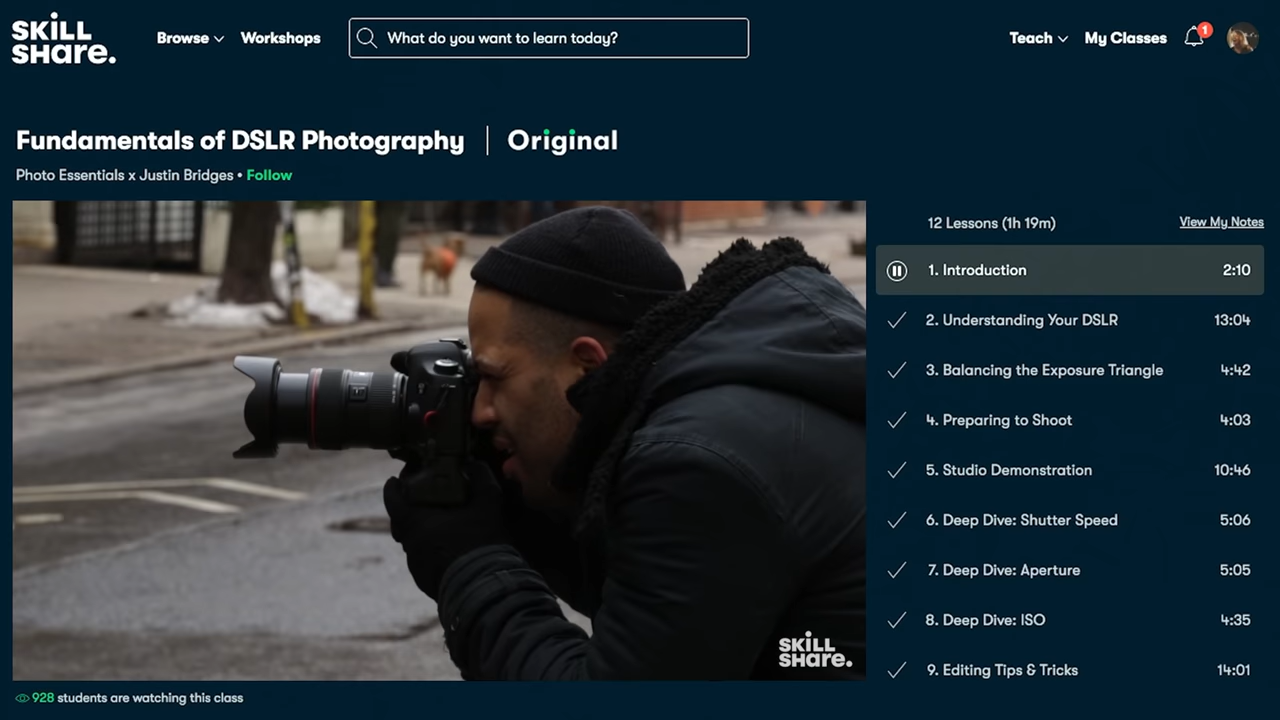 SKiLL
SHare.
Browse
Workshops
What do you want to learn today?
Teach
My Classes
1
Fundamentals of DSLR Photography | Original
Photo Essentials x Justin Bridges • Follow
12 Lessons (1h 19m)
View My Notes
1. Introduction 2:10
2. Understanding Your DSLR 13:04
3. Balancing the Exposure Triangle 4:42
4. Preparing to Shoot 4:03
5. Studio Demonstration 10:46
6. Deep Dive: Shutter Speed 5:06
7. Deep Dive: Aperture 5:05
8. Deep Dive: ISO 4:35
9. Editing Tips & Tricks 14:01
SKiLL
SHare.
928 students are watching this class